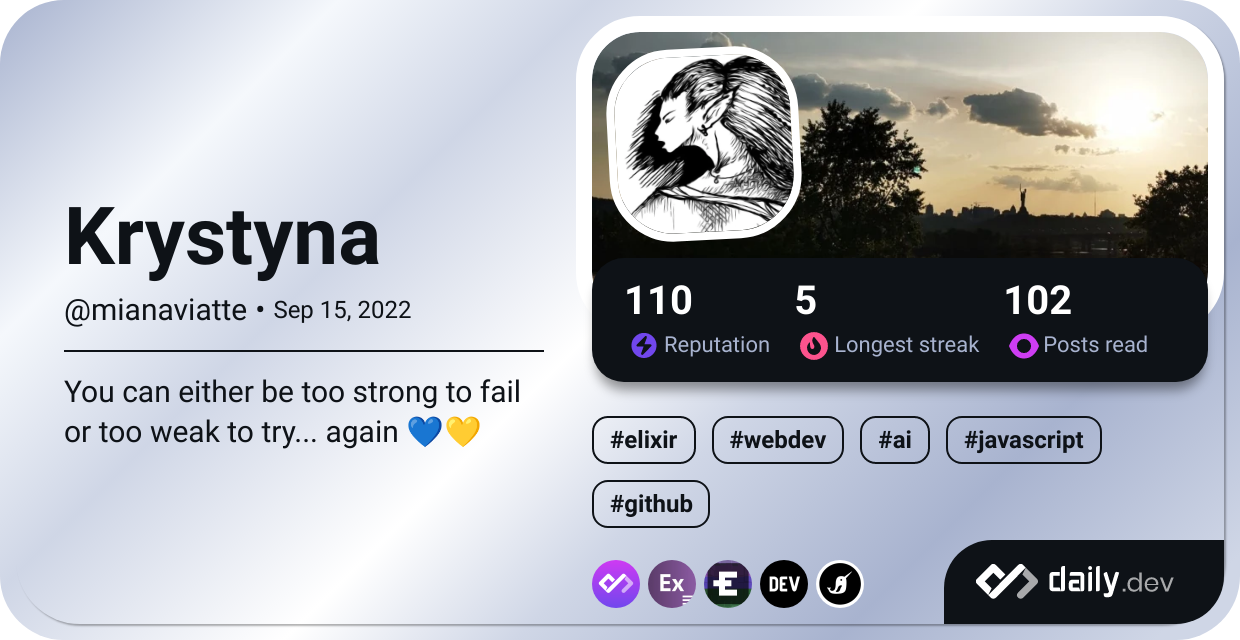 Krystyna
@mianaviatte • Sep 15, 2022
You can either be too strong to fail
or too weak to try... again 💙💛
110 5 102
Reputation Longest streak Posts read
#elixir #webdev #ai #javascript
#github
Ex E DEV
daily.dev